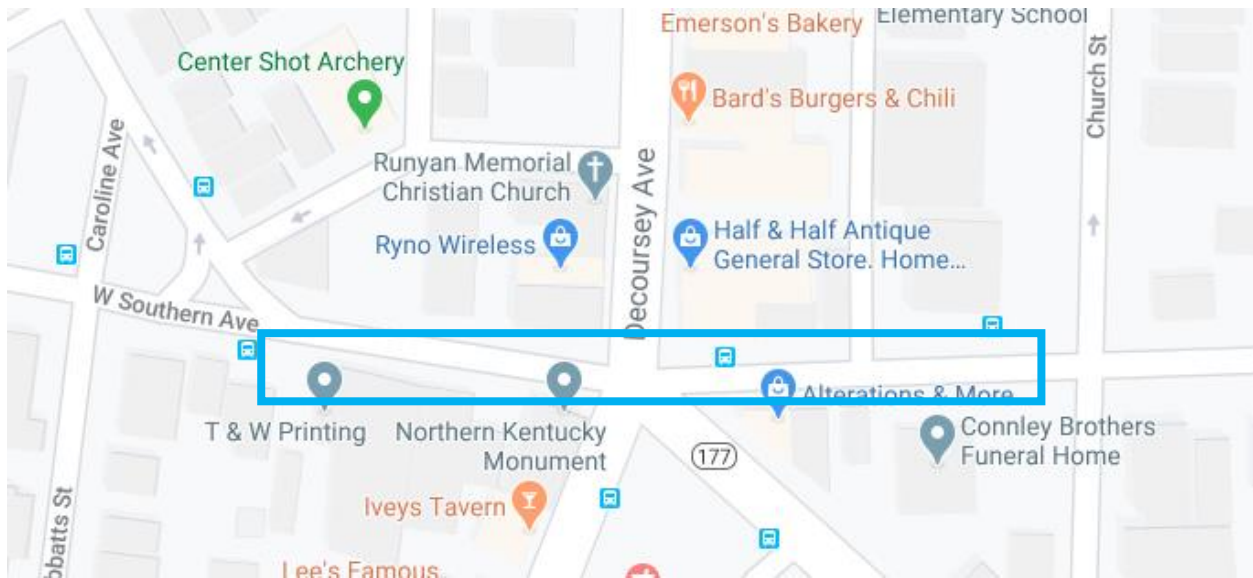 Emerson's Bakery
Elementary School
Center Shot Archery
Church St
Bard's Burgers & Chili
Caroline Ave
Runyan Memorial
Christian Church
Decoursey Ave
Half & Half Antique
General Store. Home...
Ryno Wireless
W Southern Ave
Alterations & More
T & W Printing
Northern Kentucky
Monument
Connley Brothers
Funeral Home
177
Iveys Tavern
bbatts St
Lee's Famous